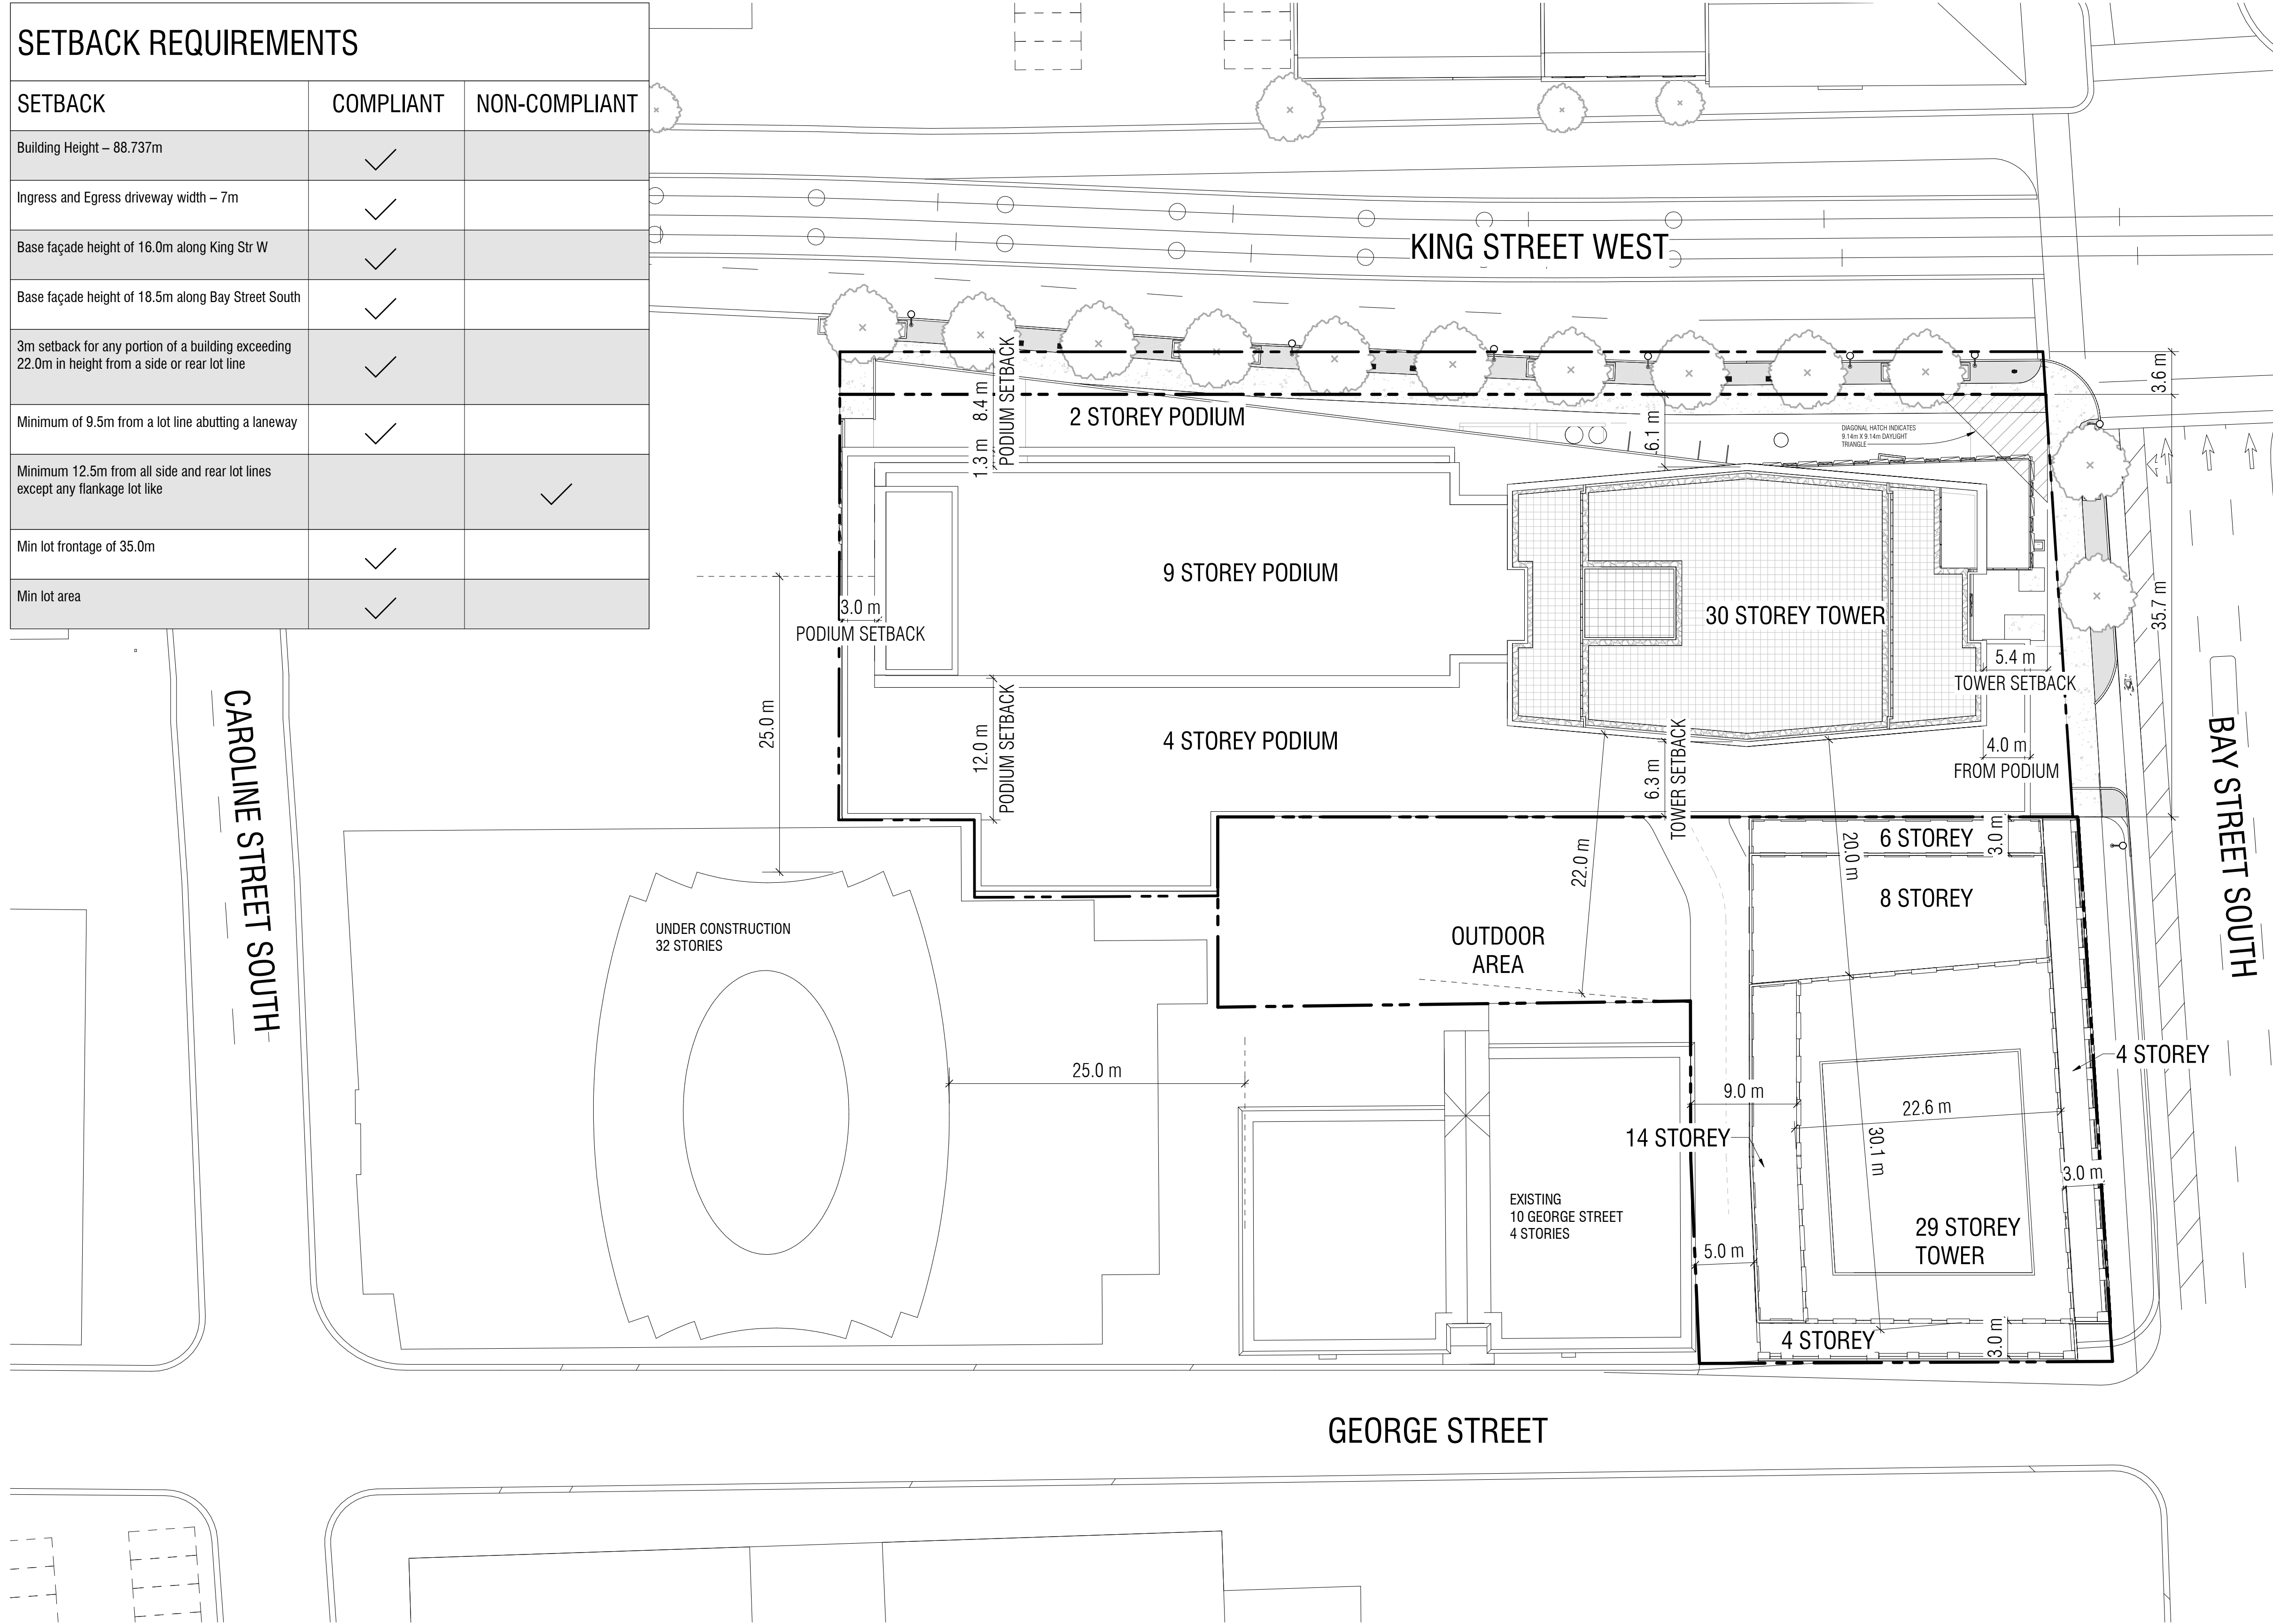 SETBACK REQUIREMENTS
SETBACK COMPLIANT NON-COMPLIANT
Building Height – 88.737m
Ingress and Egress driveway width – 7m
Base façade height of 16.0m along King Str W
Base façade height of 18.5m along Bay Street South
3m setback for any portion of a building exceeding
22.0m in height from a side or rear lot line
Minimum of 9.5m from a lot line abutting a laneway
Minimum 12.5m from all side and rear lot lines
except any flankage lot like
Min lot frontage of 35.0m
Min lot area
KING STREET WEST
3.6 m
8.4 m
1.3 m
PODIUM SETBACK
2 STOREY PODIUM
6.1 m
DIAGONAL HATCH INDICATES
9.14m X 9.14m DAYLIGHT
TRIANGLE
9 STOREY PODIUM
30 STOREY TOWER
35.7 m
3.0 m
PODIUM SETBACK
5.4 m
TOWER SETBACK
25.0 m
12.0 m
PODIUM SETBACK
4 STOREY PODIUM
6.3 m
TOWER SETBACK
4.0 m
FROM PODIUM
CAROLINE STREET SOUTH
BAY STREET SOUTH
6 STOREY
3.0 m
20.0 m
22.0 m
8 STOREY
UNDER CONSTRUCTION
32 STORIES
OUTDOOR
AREA
4 STOREY
25.0 m
9.0 m
22.6 m
14 STOREY
30.1 m
3.0 m
EXISTING
10 GEORGE STREET
4 STORIES
29 STOREY
TOWER
5.0 m
4 STOREY
3.0 m
GEORGE STREET